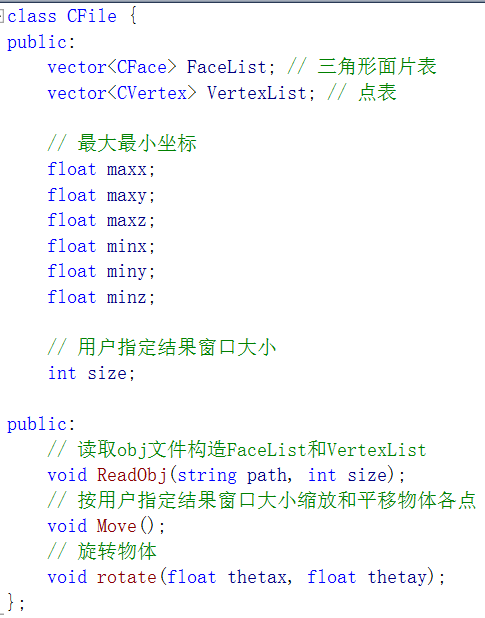 class CFile {
public:
    vector<CFace> FaceList; // 三角形面片表
    vector<CVertex> VertexList; // 点表

    // 最大最小坐标
    float maxx;
    float maxy;
    float maxz;
    float minx;
    float miny;
    float minz;

    // 用户指定结果窗口大小
    int size;

public:
    // 读取obj文件构造FaceList和VertexList
    void ReadObj(string path, int size);
    // 按用户指定结果窗口大小缩放和平移物体各点
    void Move();
    // 旋转物体
    void rotate(float thetax, float thetay);
};